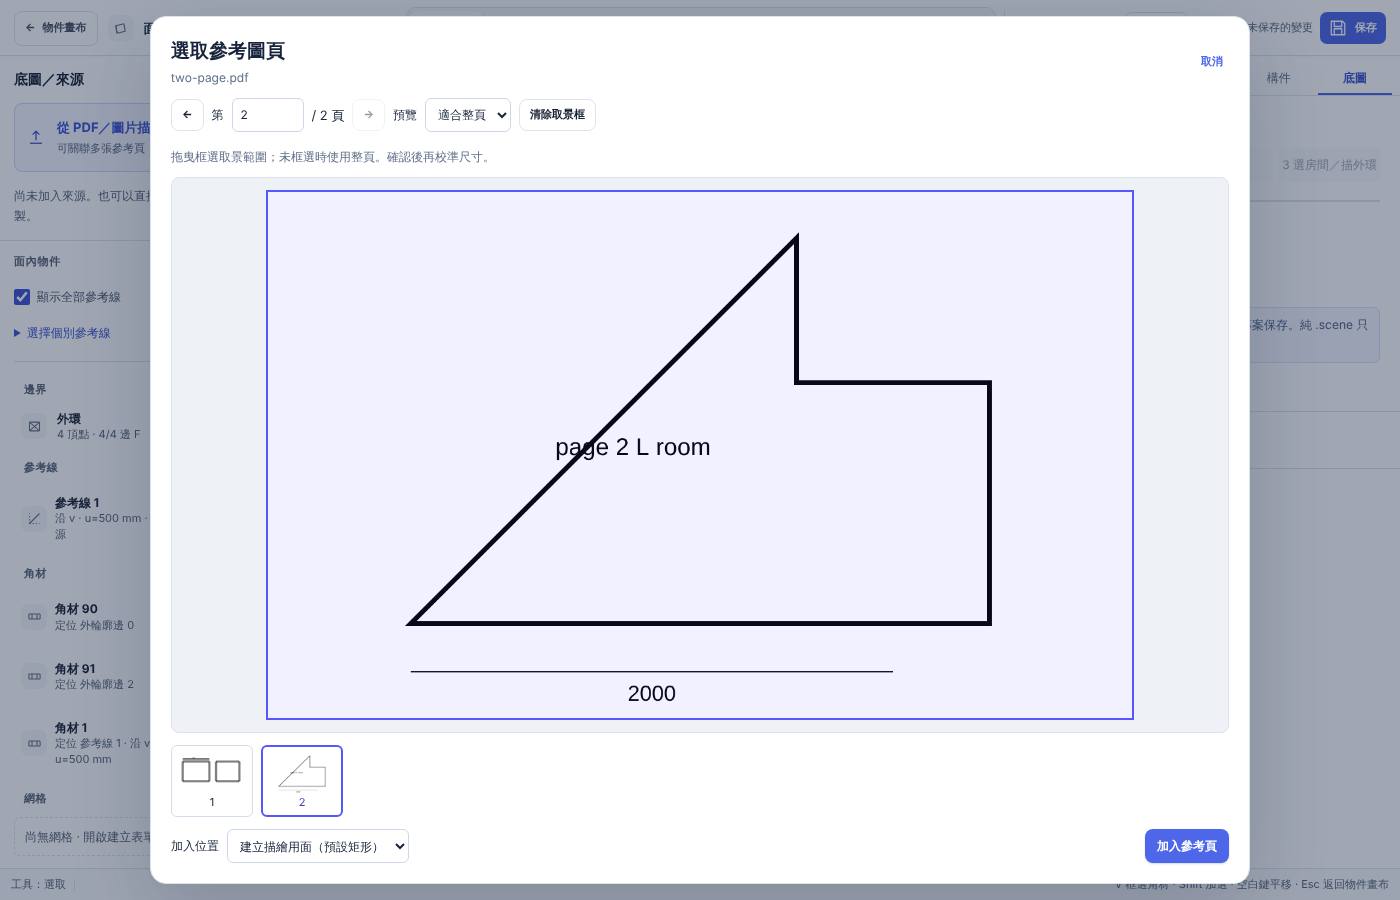 物件畫布
保存
未保存的變更
選取參考圖頁
取消
two-page.pdf
第 2 / 2 頁 預覽 適合整頁 清除取景框
拖曳框選取景範圍；未框選時使用整頁。確認後再校準尺寸。
page 2 L room
2000
1
2
加入位置 建立描繪用面（預設矩形） 加入參考頁
底圖／來源
從 PDF／圖片描
可關聯多張參考頁
尚未加入來源。也可以直
製。
面內物件
顯示全部參考線
選擇個別參考線
邊界
外環
4 頂點 · 4/4 邊 F
參考線
參考線 1
沿 v · u=500 mm ·
源
角材
角材 90
定位 外輪廓邊 0
角材 91
定位 外輪廓邊 2
角材 1
定位 參考線 1 · 沿 v
u=500 mm
網格
尚無網格 · 開啟建立表單
構件 底圖
3 選房間／描外環
案保存。純 .scene 只
工具：選取
空白鍵平移 · Esc 返回物件畫布